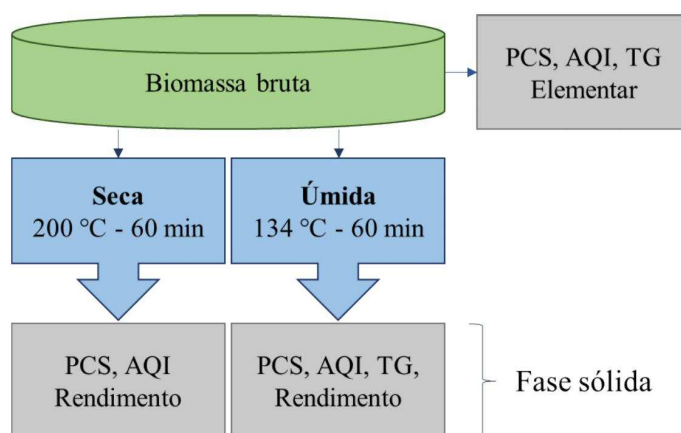 Biomassa bruta
PCS, AQI, TG
Elementar
Seca
200 °C - 60 min
Úmida
134 °C - 60 min
PCS, AQI
Rendimento
PCS, AQI, TG,
Rendimento
Fase sólida